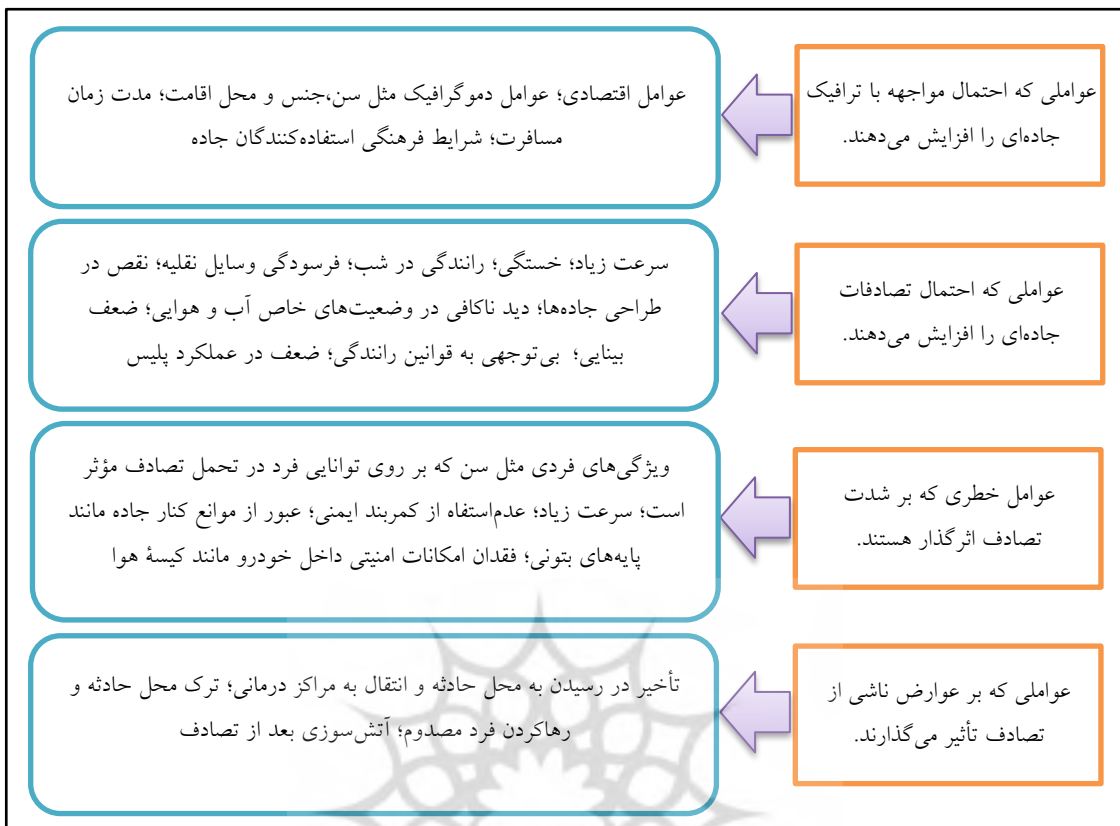 عواملی که احتمال مواجهه با ترافیک
جاده‌ای را افزایش می‌دهند.
عوامل اقتصادی؛ عوامل دموگرافیک مثل سن،جنس و محل اقامت؛ مدت زمان
مسافرت؛ شرایط فرهنگی استفاده‌کنندگان جاده
عواملی که احتمال تصادفات
جاده‌ای را افزایش می‌دهند.
سرعت زیاد؛ خستگی؛ رانندگی در شب؛ فرسودگی وسایل نقلیه؛ نقص در
طراحی جاده‌ها؛ دید ناکافی در وضعیت‌های خاص آب و هوایی؛ ضعف
بینایی؛ بی‌توجهی به قوانین رانندگی؛ ضعف در عملکرد پلیس
عوامل خطری که بر شدت
تصادف اثرگذار هستند.
ویژگی‌های فردی مثل سن که بر روی توانایی فرد در تحمل تصادف مؤثر
است؛ سرعت زیاد؛ عدم‌استفاه از کمربند ایمنی؛ عبور از موانع کنار جاده مانند
پایه‌های بتونی؛ فقدان امکانات امنیتی داخل خودرو مانند کیسۀ هوا
عواملی که بر عوارض ناشی از
تصادف تأثیر می‌گذارند.
تأخیر در رسیدن به محل حادثه و انتقال به مراکز درمانی؛ ترک محل حادثه و
رهاکردن فرد مصدوم؛ آتش‌سوزی بعد از تصادف